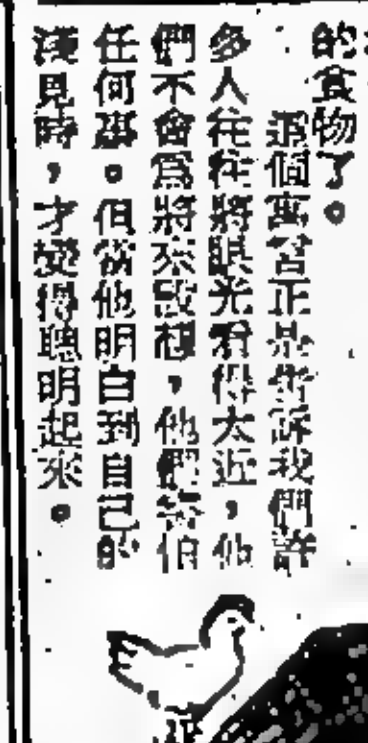 的食物了。
這個寓言正是告訴我們許
多人往往將眼光看得太近，他
們不會爲將來設想，他們害怕
任何事。但當他明白到自己的
淺見時，才變得聰明起來。